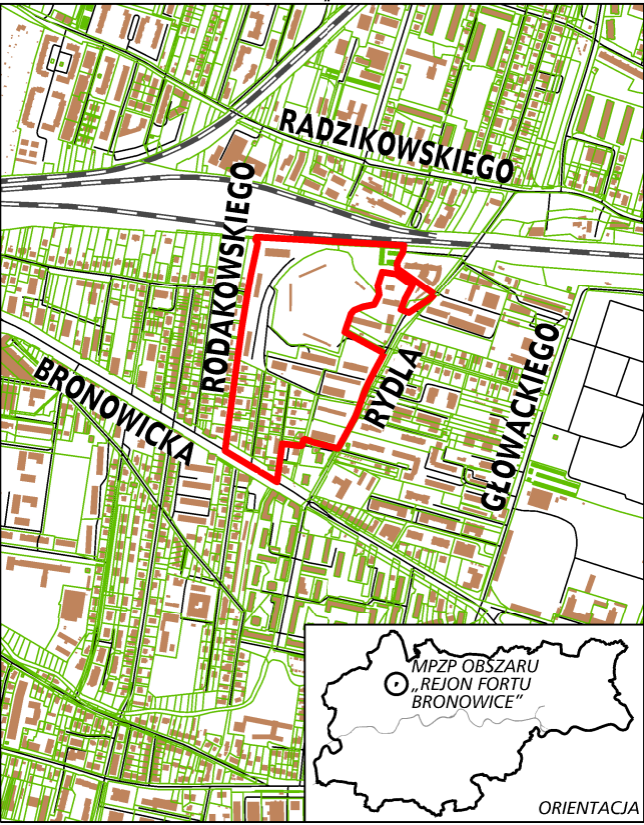 RADZIKOWSKIEGO
RODAKOWSKIEGO
BRONOWICKA
RYDLA
GŁOWACKIEGO
MPZP OBSZARU
„REJON FORTU
BRONOWICE”
ORIENTACJA